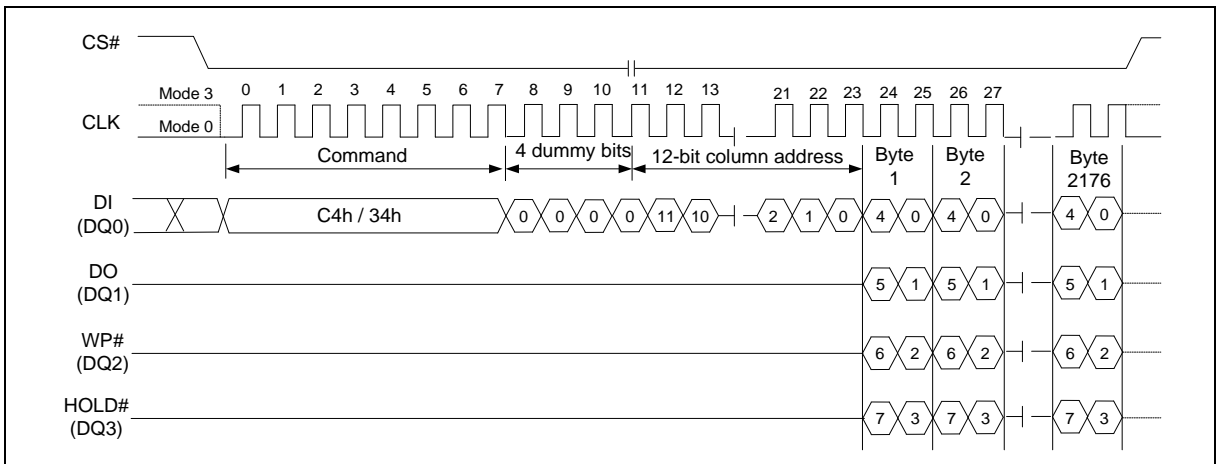 CS#
Mode 3 0 1 2 3 4 5 6 7 8 9 10 11 12 13 21 22 23 24 25 26 27
CLK
Mode 0
Command 4 dummy bits 12-bit column address Byte 1 Byte 2 Byte 2176
DI
(DQ0)
C4h / 34h 0 0 0 0 11 10 2 1 0 4 0 4 0 4 0
DO
(DQ1)
5 1 5 1 5 1
WP#
(DQ2)
6 2 6 2 6 2
HOLD#
(DQ3)
7 3 7 3 7 3